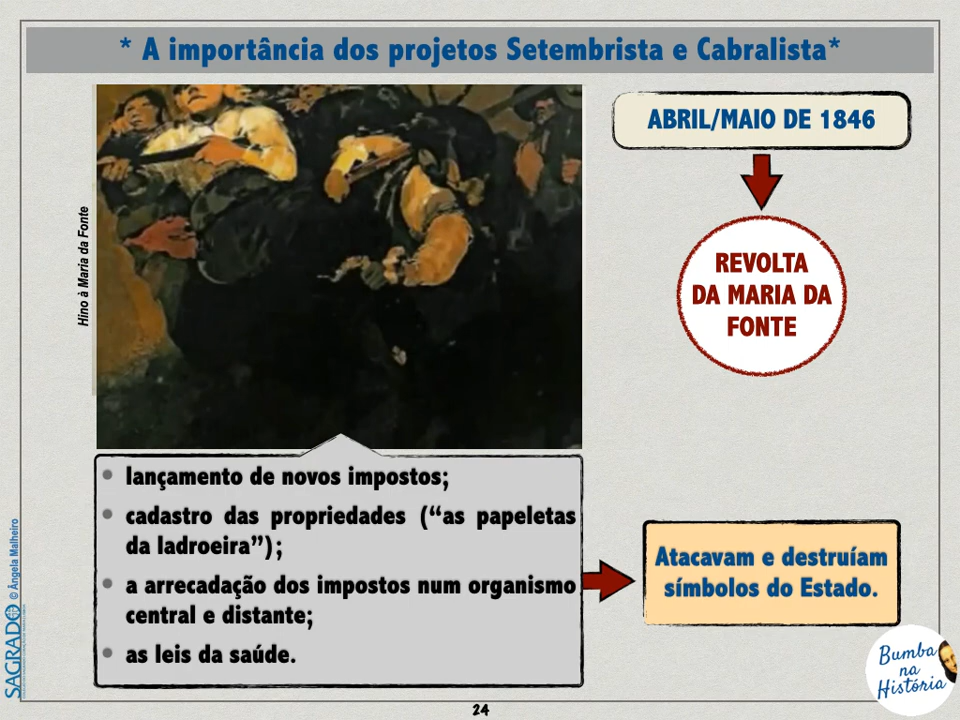 * A importância dos projetos Setembrista e Cabralista*
ABRIL/MAIO DE 1846
REVOLTA
DA MARIA DA
FONTE
Hino à Maria da Fonte
• lançamento de novos impostos;
• cadastro das propriedades (“as papeletas
da ladroeira”);
• a arrecadação dos impostos num organismo
central e distante;
• as leis da saúde.
Atacavam e destruíam
símbolos do Estado.
© Angela Malheiro
SAGRADO
Bumba
na
História
24